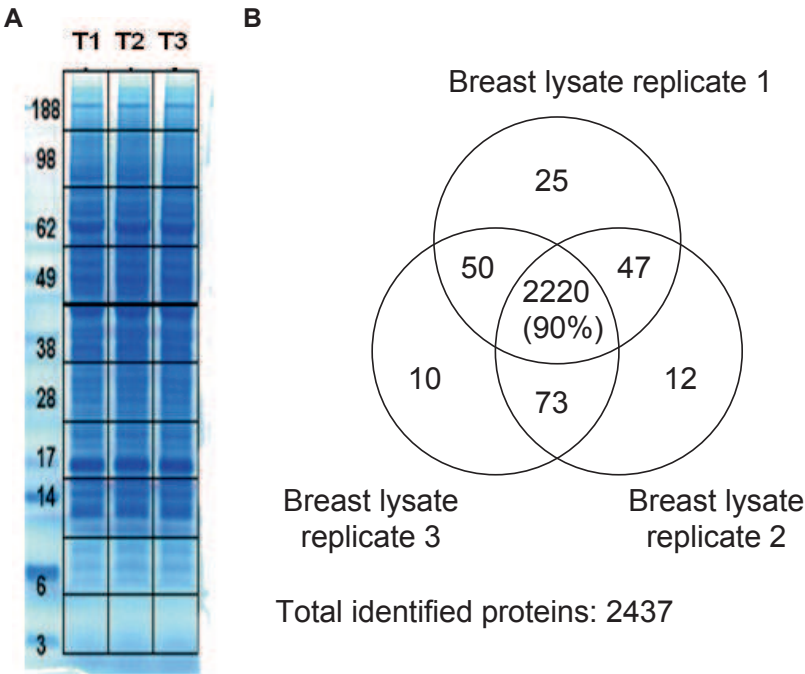 A
T1 T2 T3
188
98
62
49
38
28
17
14
6
3
B
Breast lysate replicate 1
25
50
47
2220
(90%)
10
73
12
Breast lysate
replicate 3
Breast lysate
replicate 2
Total identified proteins: 2437